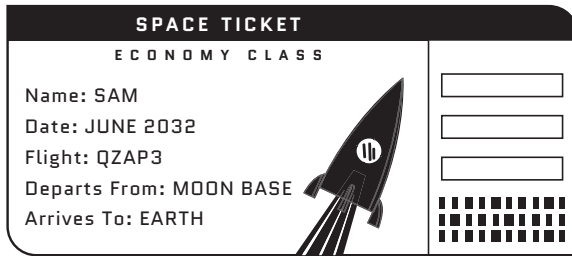 SPACE TICKET
ECONOMY CLASS
Name: SAM
Date: JUNE 2032
Flight: QZAP3
Departs From: MOON BASE
Arrives To: EARTH